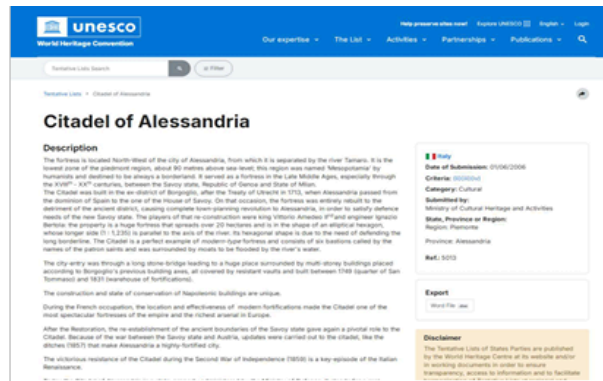 unesco
World Heritage Convention
Help preserve sites now! Explore UNESCO English Login
Our expertise The List Activities Partnerships Publications
Tentative Lists Search
Filter
Tentative Lists Citadel of Alessandria
Citadel of Alessandria
Description
The fortress is located North-West of the city of Alessandria, from which it is separated by the river Tamaro. It is the
lowest zone of the piedmont region, about 90 metres above sea-level; this region was named 'Mesopotamia' by
humanists and destined to be always a borderland. It served as a fortress in the Late Middle Ages, especially through
the XVIIth - XXth centuries, between the Savoy state, Republic of Genoa and State of Milan.
The Citadel was built in the ex-district of Borgoglio, after the Treaty of Utrecht in 1713, when Alessandria passed from
the dominion of Spain to the one of the House of Savoy. On that occasion, the fortress was entirely rebuilt to the
detriment of the ancient district, causing complete town-planning revolution to Alessandria, in order to satisfy defence
needs of the new Savoy state. The players of that re-construction were king Vittorio Amedeo IInd and engineer Ignazio
Bertola: the property is a huge fortress that spreads over 20 hectares and is in the shape of an elliptical hexagon,
whose longer side (1 : 1,235) is parallel to the axis of the river. Its hexagonal shape is due to the need of defending the
long borderline. The Citadel is a perfect example of modern-type fortress and consists of six bastions called by the
names of the patron saints and was surrounded by moats to be flooded by the river's water.
The city-entry was through a long stone-bridge leading to a huge place surrounded by multi-storey buildings placed
according to Borgoglio's previous building axes, all covered by resistant vaults and built between 1749 (quarter of San
Tommaso) and 1831 (warehouse of fortifications).
The construction and state of conservation of Napoleonic buildings are unique.
During the French occupation, the location and effectiveness of modern fortifications made the Citadel one of the
most spectacular fortresses of the empire and the richest arsenal in Europe.
After the Restoration, the re-establishment of the ancient boundaries of the Savoy state gave again a pivotal role to the
Citadel. Because of the war between the Savoy state and Austria, updates were carried out to the citadel, like the
ditches (1857) that make Alessandria a highly-fortified city.
The victorious resistance of the Citadel during the Second War of Independence (1859) is a key-episode of the Italian
Renaissance.
Italy
Date of Submission: 01/06/2006
Criteria:
Category: Cultural
Submitted by:
Ministry of Cultural Heritage and Activities
State, Province or Region:
Region: Piemonte
Province: Alessandria
Ref.: 5013
Export
Word File
Disclaimer
The Tentative Lists of States Parties are published
by the World Heritage Centre at its website and/or
in working documents in order to ensure
transparency, access to information and to facilitate